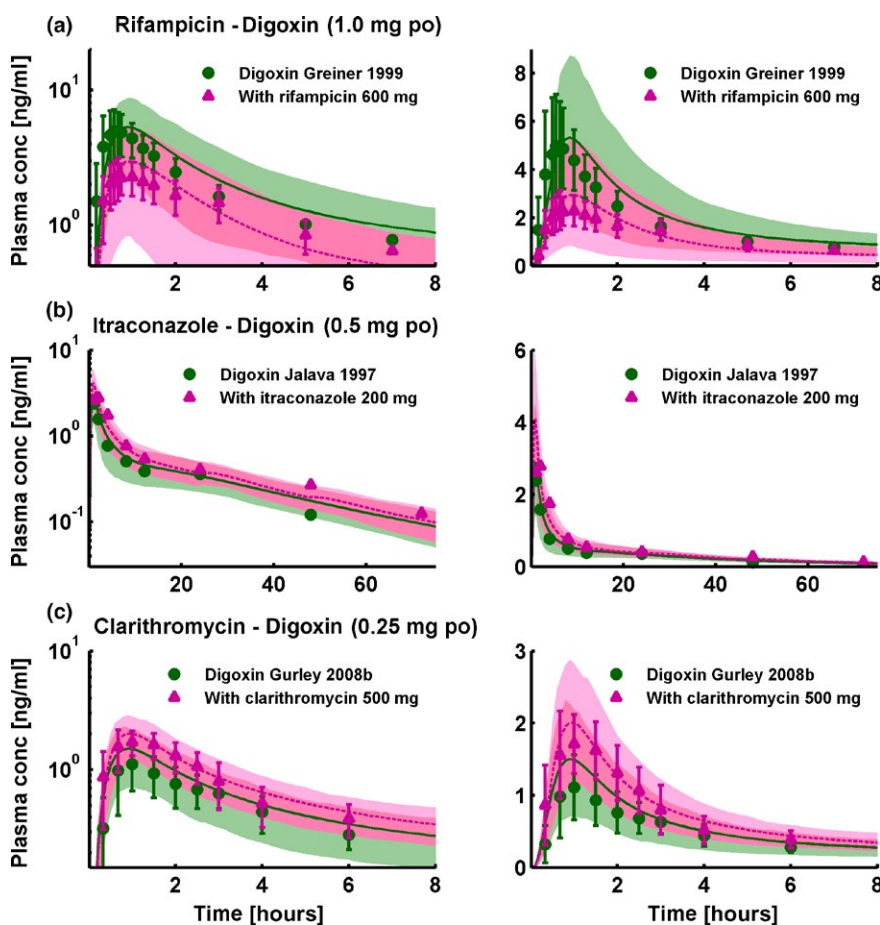 (a) Rifampicin - Digoxin (1.0 mg po)
Plasma conc [ng/ml]
10^1
10^0
Digoxin Greiner 1999
With rifampicin 600 mg
2 4 6 8
8
6
4
2
0
Digoxin Greiner 1999
With rifampicin 600 mg
2 4 6 8
(b) Itraconazole - Digoxin (0.5 mg po)
Plasma conc [ng/ml]
10^1
10^0
10^-1
Digoxin Jalava 1997
With itraconazole 200 mg
20 40 60
6
4
2
0
Digoxin Jalava 1997
With itraconazole 200 mg
20 40 60
(c) Clarithromycin - Digoxin (0.25 mg po)
Plasma conc [ng/ml]
10^1
10^0
Digoxin Gurley 2008b
With clarithromycin 500 mg
2 4 6 8
Time [hours]
3
2
1
0
Digoxin Gurley 2008b
With clarithromycin 500 mg
2 4 6 8
Time [hours]